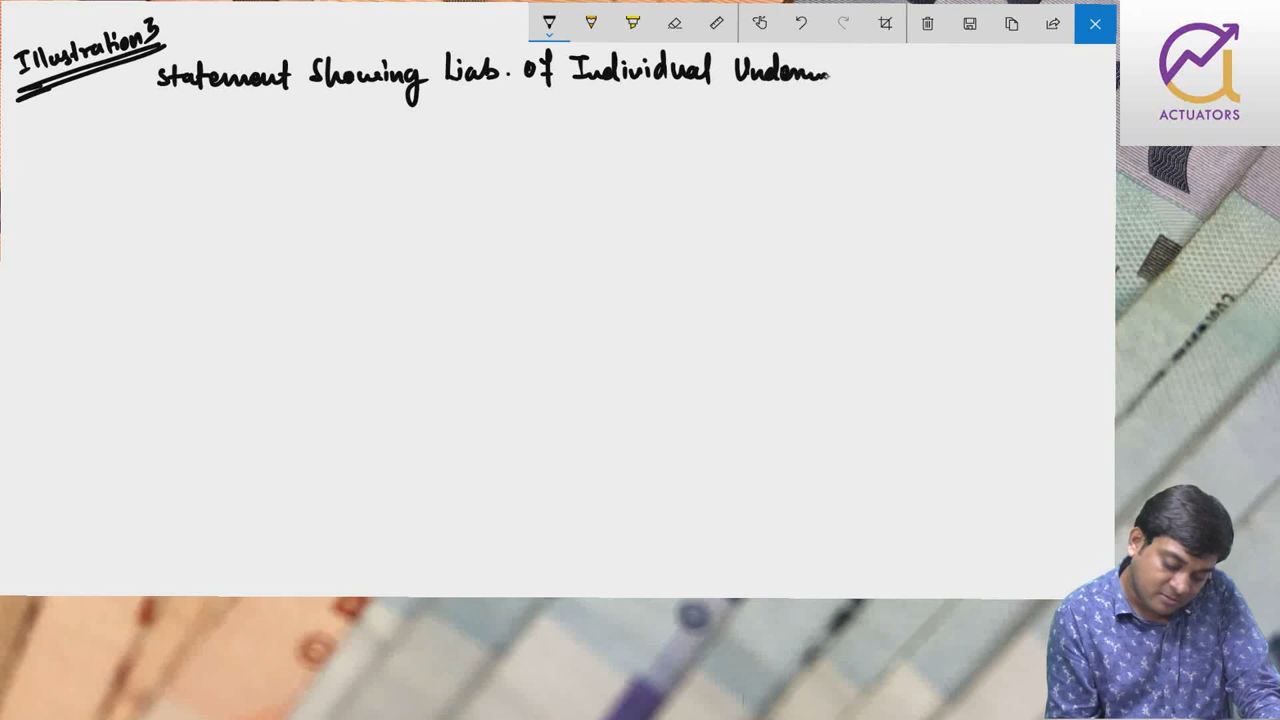 Illustration 3
Statement Showing Liab. Of Individual
ACTUATORS